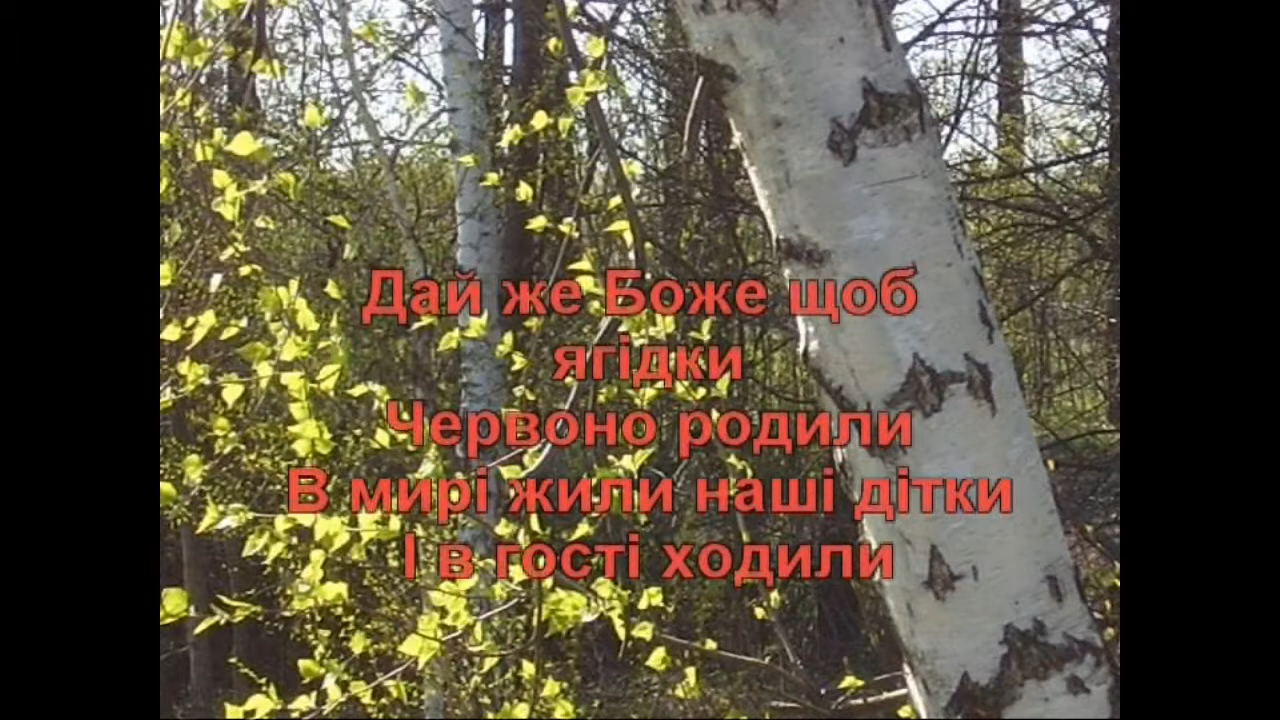 Дай же Боже щоб
ягідки
Червоно родили
В мирі жили наші дітки
І в гості ходили